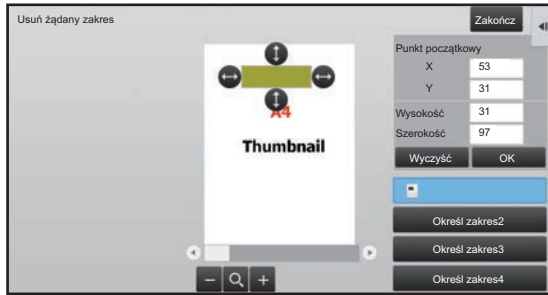 Usuń żądany zakres
Zakończ
Punkt początkowy
X 53
Y 31
Wysokość 31
Szerokość 97
Wyczyść OK
A4
Thumbnail
Określ zakres2
Określ zakres3
Określ zakres4